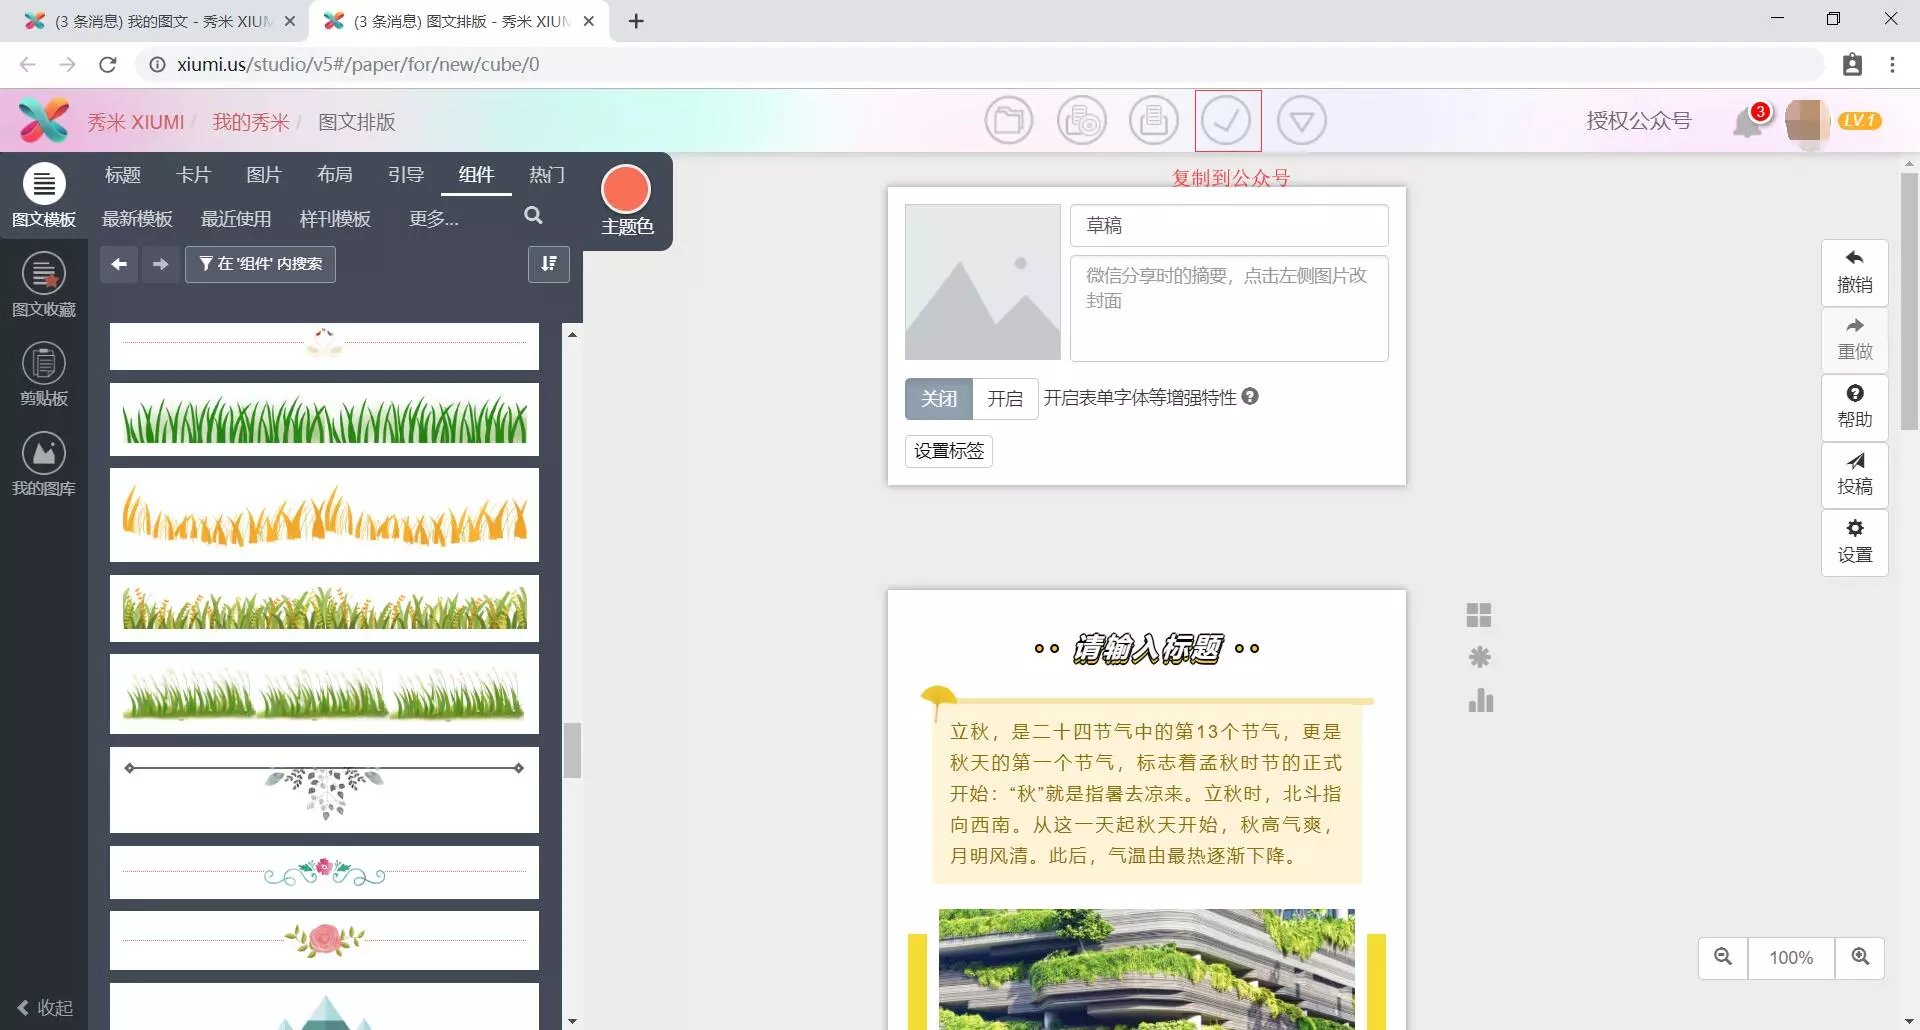 (3 条消息) 我的图文 - 秀米 XIUM
(3 条消息) 图文排版 - 秀米 XIUM
xiumi.us/studio/v5#/paper/for/new/cube/0
秀米 XIUMI / 我的秀米 / 图文排版
授权公众号
3
LV.1
复制到公众号
标题 卡片 图片 布局 引导 组件 热门
最新模板 最近使用 样刊模板 更多...
主题色
在 '组件' 内搜索
图文模板
图文收藏
剪贴板
我的图库
收起
草稿
微信分享时的摘要，点击左侧图片改
封面
关闭 开启 开启表单字体等增强特性
设置标签
撤销
重做
帮助
投稿
设置
请输入标题
立秋，是二十四节气中的第13个节气，更是
秋天的第一个节气，标志着孟秋时节的正式
开始：“秋”就是指暑去凉来。立秋时，北斗指
向西南。从这一天起秋天开始，秋高气爽，
月明风清。此后，气温由最热逐渐下降。
100%